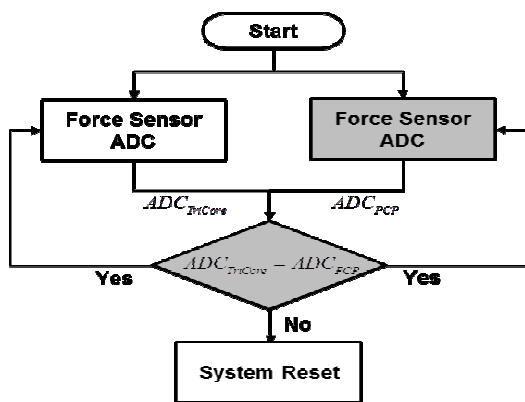 Start
Force Sensor
ADC
Force Sensor
ADC
ADC_TriCore
ADC_PCP
ADC_TriCore = ADC_PCP
Yes
Yes
No
System Reset